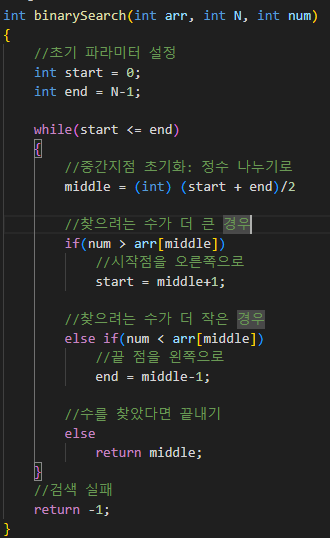 int binarySearch(int arr, int N, int num)
{
    //초기 파라미터 설정
    int start = 0;
    int end = N-1;

    while(start <= end)
    {
        //중간지점 초기화: 정수 나누기로
        middle = (int) (start + end)/2

        //찾으려는 수가 더 큰 경우
        if(num > arr[middle])
            //시작점을 오른쪽으로
            start = middle+1;

        //찾으려는 수가 더 작은 경우
        else if(num < arr[middle])
            //끝 점을 왼쪽으로
            end = middle-1;

        //수를 찾았다면 끝내기
        else
            return middle;
    }
    //검색 실패
    return -1;
}